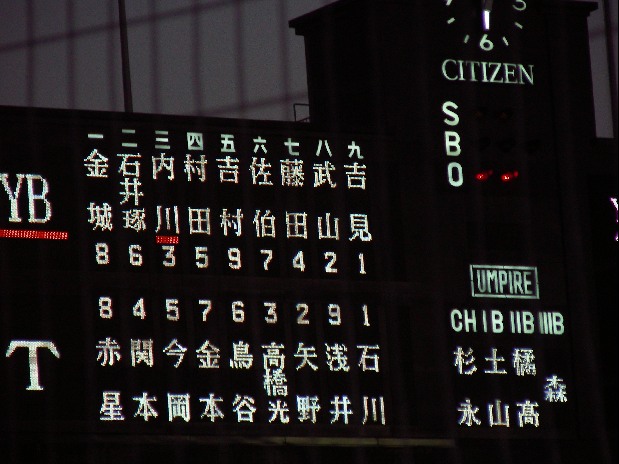 6
CITIZEN
S
B
O
YB
一 二 三 四 五 六 七 八 九
金城 石井琢 内川 村田 吉村 佐伯 藤田 武山 吉見
8 6 3 5 9 7 4 2 1
T
8 4 5 7 6 3 2 9 1
赤星 関本 今岡 金本 鳥谷 高橋光 矢野 浅井 石川
UMPIRE
CH IB IIB IIIB
杉永 土山 橘高 森